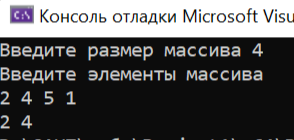 Консоль отладки Microsoft Visu
Введите размер массива 4
Введите элементы массива
2 4 5 1
2 4